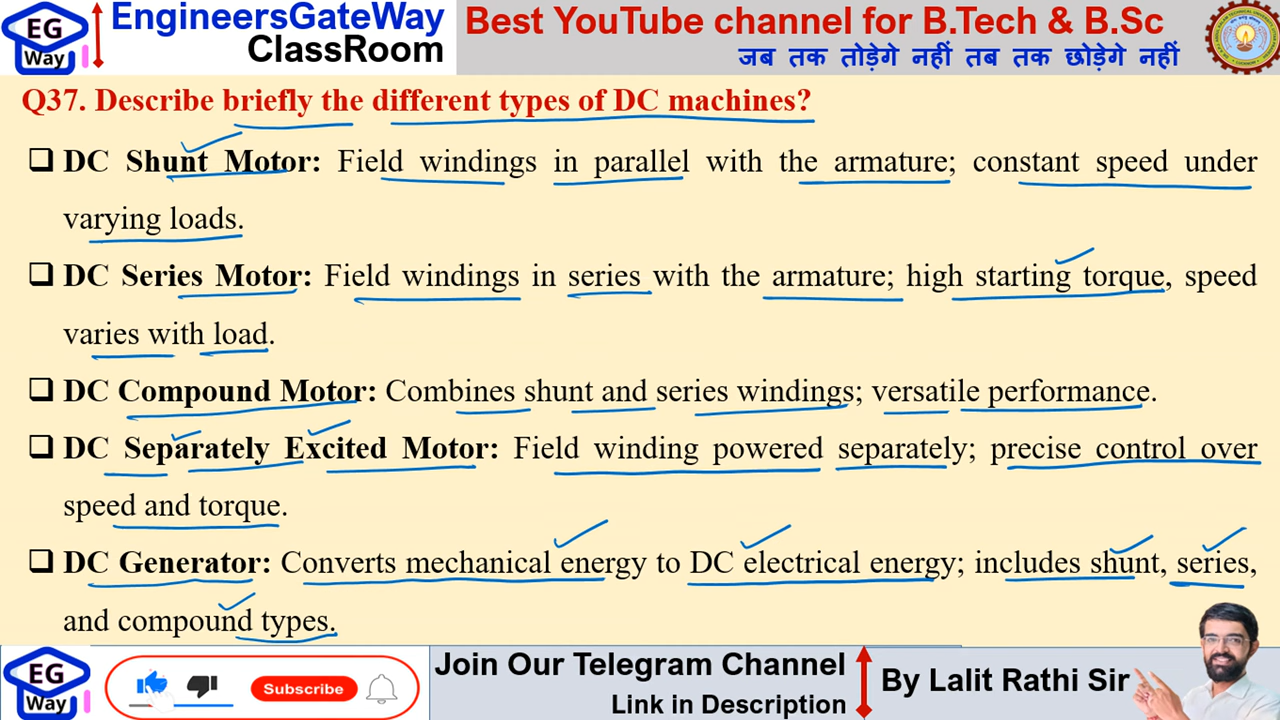 EG
Way
EngineersGateWay
ClassRoom
Best YouTube channel for B.Tech & B.Sc
जब तक तोड़ेगे नहीं तब तक छोड़ेगे नहीं
Q37. Describe briefly the different types of DC machines?
❑ DC Shunt Motor: Field windings in parallel with the armature; constant speed under
varying loads.
❑ DC Series Motor: Field windings in series with the armature; high starting torque, speed
varies with load.
❑ DC Compound Motor: Combines shunt and series windings; versatile performance.
❑ DC Separately Excited Motor: Field winding powered separately; precise control over
speed and torque.
❑ DC Generator: Converts mechanical energy to DC electrical energy; includes shunt, series,
and compound types.
EG
Way
Subscribe
Join Our Telegram Channel
Link in Description
By Lalit Rathi Sir